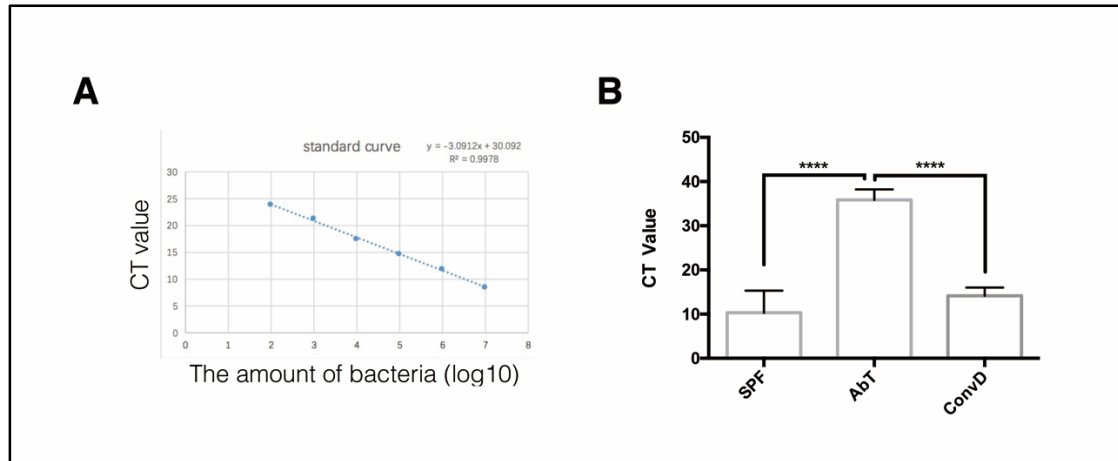 A
standard curve
y = -3.0912x + 30.092
R² = 0.9978
CT value
30
25
20
15
10
5
0
0 1 2 3 4 5 6 7 8
The amount of bacteria (log10)
B
CT Value
50
40
30
20
10
0
**** ****
SPF
AbT
ConvD